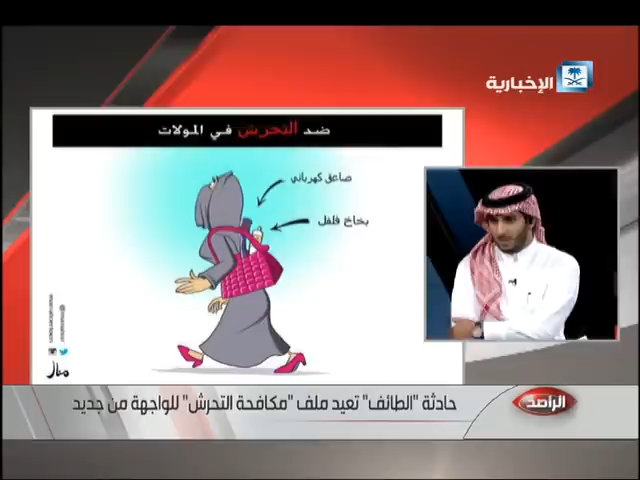 الإخبارية
ضد التحرش في المولات
صاعق كهربائي
بخاخ فلفل
منال
الراصد
حادثة "الطائف" تعيد ملف "مكافحة التحرش" للواجهة من جديد